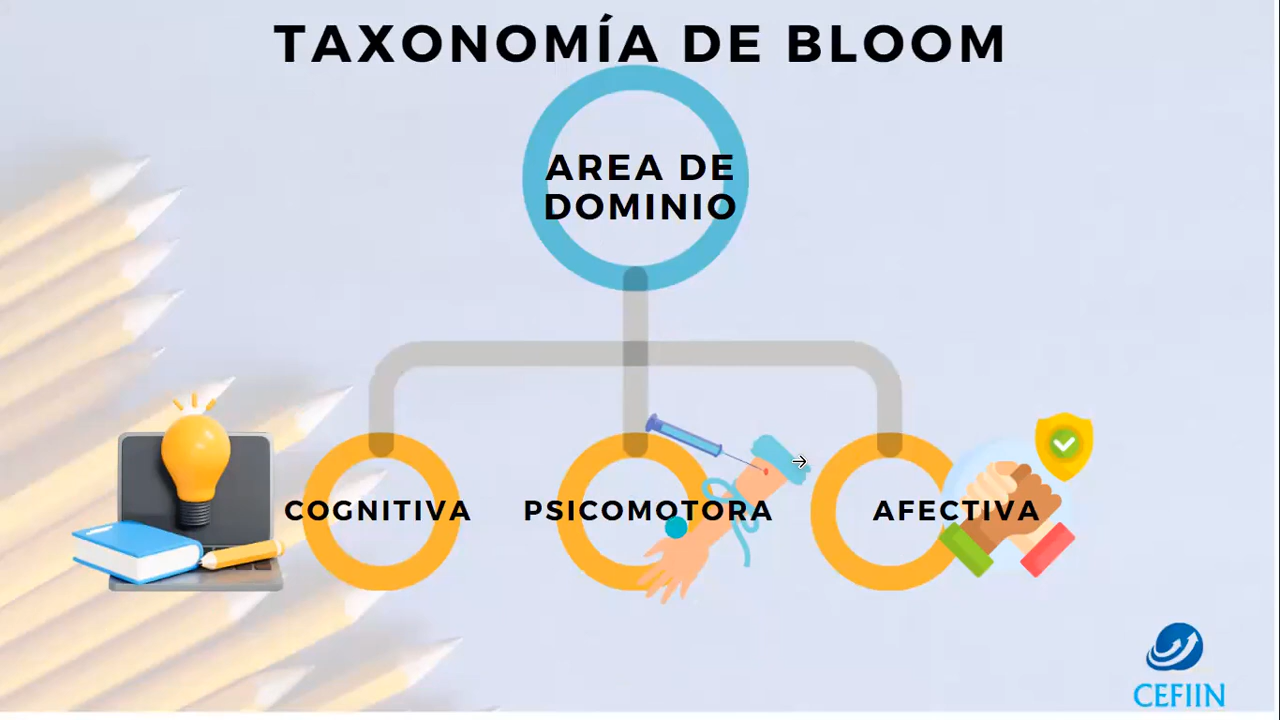 TAXONOMÍA DE BLOOM
AREA DE
DOMINIO
COGNITIVA
PSICOMOTORA
AFECTIVA
CEFIIN